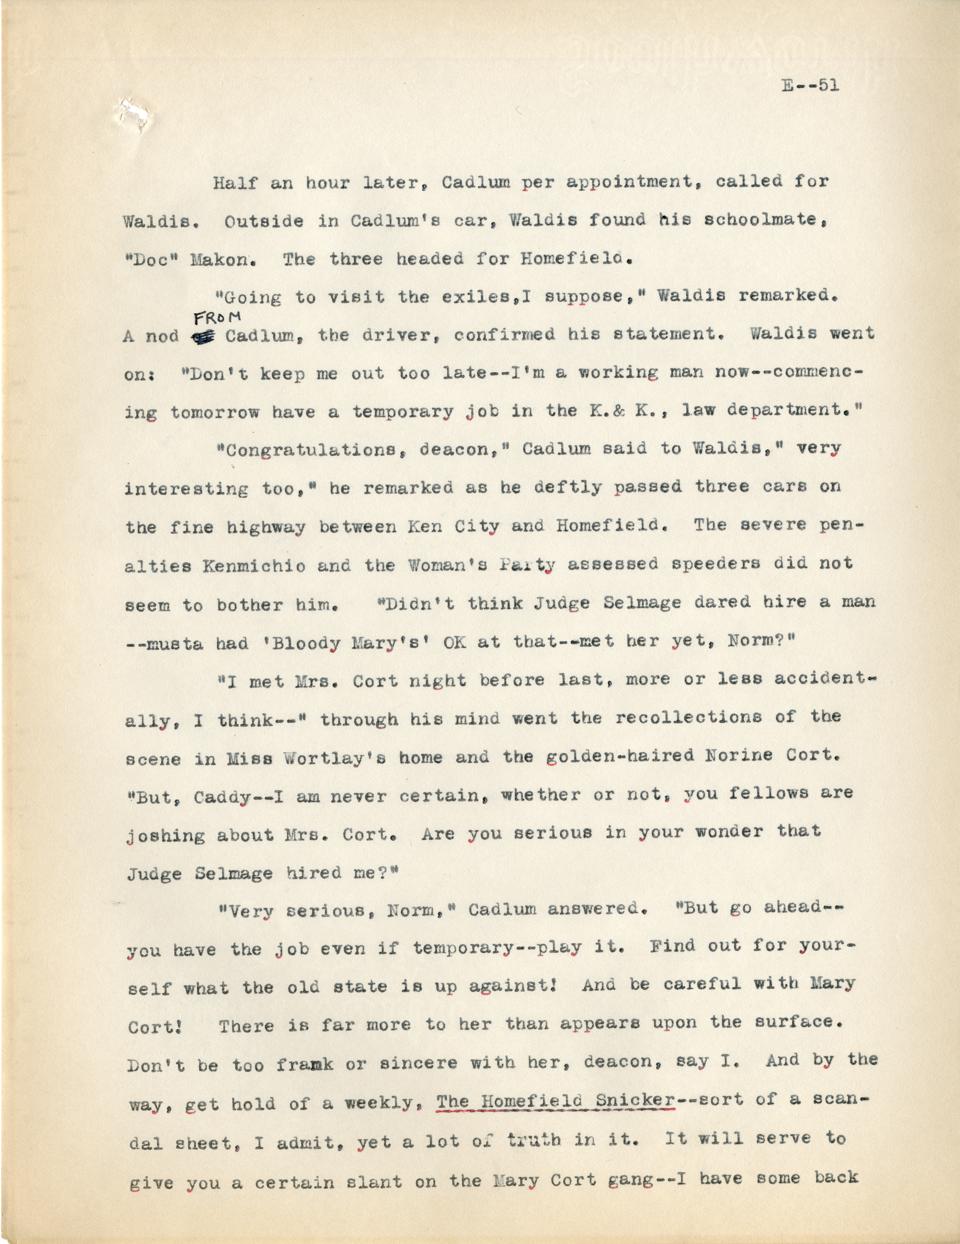 E--51
Half an hour later, Cadlum per appointment, called for
Waldis.  Outside in Cadlum's car, Waldis found his schoolmate,
"Doc" Makon.  The three headed for Homefield.
"Going to visit the exiles,I suppose," Waldis remarked.
FROM
A nod Cadlum, the driver, confirmed his statement.  Waldis went
on:  "Don't keep me out too late--I'm a working man now--commenc-
ing tomorrow have a temporary job in the K.& K., law department."
"Congratulations, deacon," Cadlum said to Waldis," very
interesting too," he remarked as he deftly passed three cars on
the fine highway between Ken City and Homefield.  The severe pen-
alties Kenmichio and the Woman's Party assessed speeders did not
seem to bother him.   "Didn't think Judge Selmage dared hire a man
--musta had 'Bloody Mary's' OK at that--met her yet, Norm?"
"I met Mrs. Cort night before last, more or less accident-
ally, I think--" through his mind went the recollections of the
scene in Miss Wortlay's home and the golden-haired Norine Cort.
"But, Caddy--I am never certain, whether or not, you fellows are
joshing about Mrs. Cort.  Are you serious in your wonder that
Judge Selmage hired me?"
"Very serious, Norm," Cadlum answered.  "But go ahead--
you have the job even if temporary--play it.  Find out for your-
self what the old state is up against!  And be careful with Mary
Cort!   There is far more to her than appears upon the surface.
Don't be too frank or sincere with her, deacon, say I.  And by the
way, get hold of a weekly, The Homefield Snicker--sort of a scan-
dal sheet, I admit, yet a lot of truth in it.  It will serve to
give you a certain slant on the Mary Cort gang--I have some back